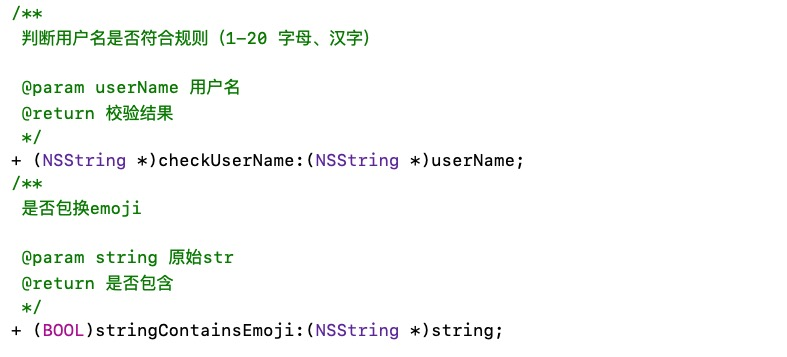 /**
 判断用户名是否符合规则（1-20 字母、汉字）

 @param userName 用户名
 @return 校验结果
 */
+ (NSString *)checkUserName:(NSString *)userName;
/**
 是否包换emoji

 @param string 原始str
 @return 是否包含
 */
+ (BOOL)stringContainsEmoji:(NSString *)string;